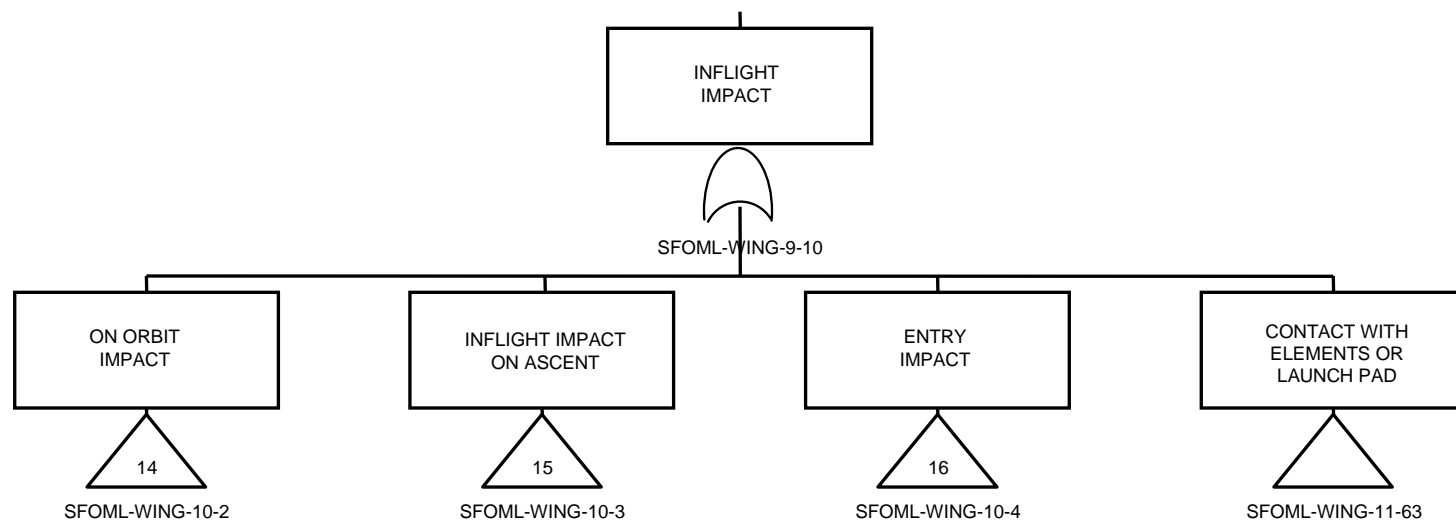 INFLIGHT
IMPACT
SFOML-WING-9-10
ON ORBIT
IMPACT
INFLIGHT IMPACT
ON ASCENT
ENTRY
IMPACT
CONTACT WITH
ELEMENTS OR
LAUNCH PAD
14
15
16
SFOML-WING-10-2
SFOML-WING-10-3
SFOML-WING-10-4
SFOML-WING-11-63